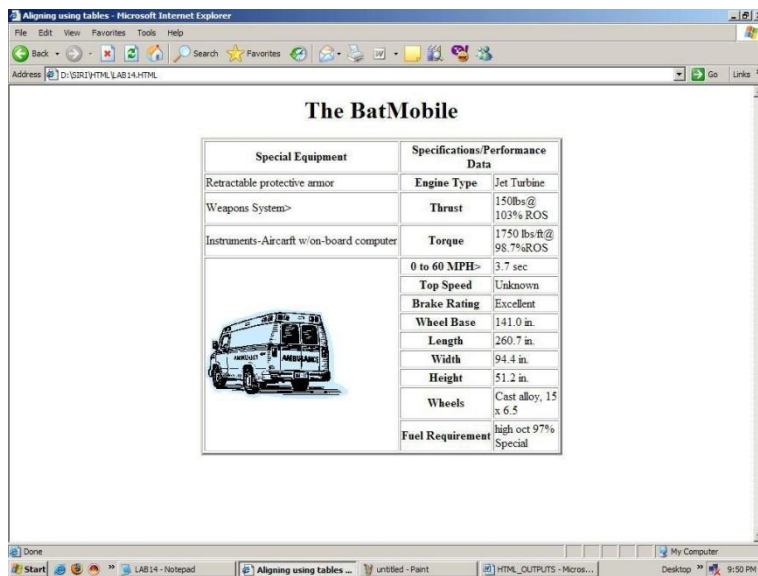 Aligning using tables - Microsoft Internet Explorer
File Edit View Favorites Tools Help
Back Search Favorites
Address D:\SIRI\HTML\LAB14.HTML Go Links
The BatMobile
Special Equipment
Specifications/Performance
Data
Retractable protective armor Engine Type Jet Turbine
Weapons System> Thrust 150lbs@
103% ROS
Instruments-Aircarft w/on-board computer Torque 1750 lbs/ft@
98.7%ROS
0 to 60 MPH> 3.7 sec
Top Speed Unknown
Brake Rating Excellent
Wheel Base 141.0 in.
Length 260.7 in.
Width 94.4 in.
Height 51.2 in.
Wheels Cast alloy, 15
x 6.5
Fuel Requirement high oct 97%
Special
AMBULANCE
Done My Computer
Start LAB14 - Notepad Aligning using tables ... untitled - Paint HTML_OUTPUTS - Micros... Desktop 9:50 PM